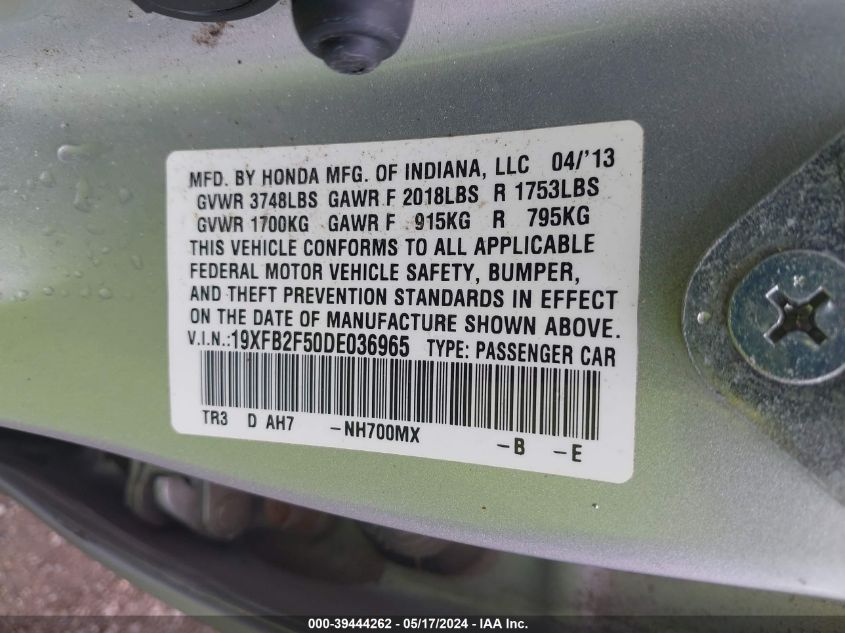 MFD. BY HONDA MFG. OF INDIANA, LLC 04/'13
GVWR 3748LBS GAWR F 2018LBS R 1753LBS
GVWR 1700KG GAWR F 915KG R 795KG
THIS VEHICLE CONFORMS TO ALL APPLICABLE
FEDERAL MOTOR VEHICLE SAFETY, BUMPER,
AND THEFT PREVENTION STANDARDS IN EFFECT
ON THE DATE OF MANUFACTURE SHOWN ABOVE.
V.I.N.:19XFB2F50DE036965 TYPE: PASSENGER CAR
TR3 D AH7 -NH700MX -B -E
000-39444262 - 05/17/2024 - IAA Inc.